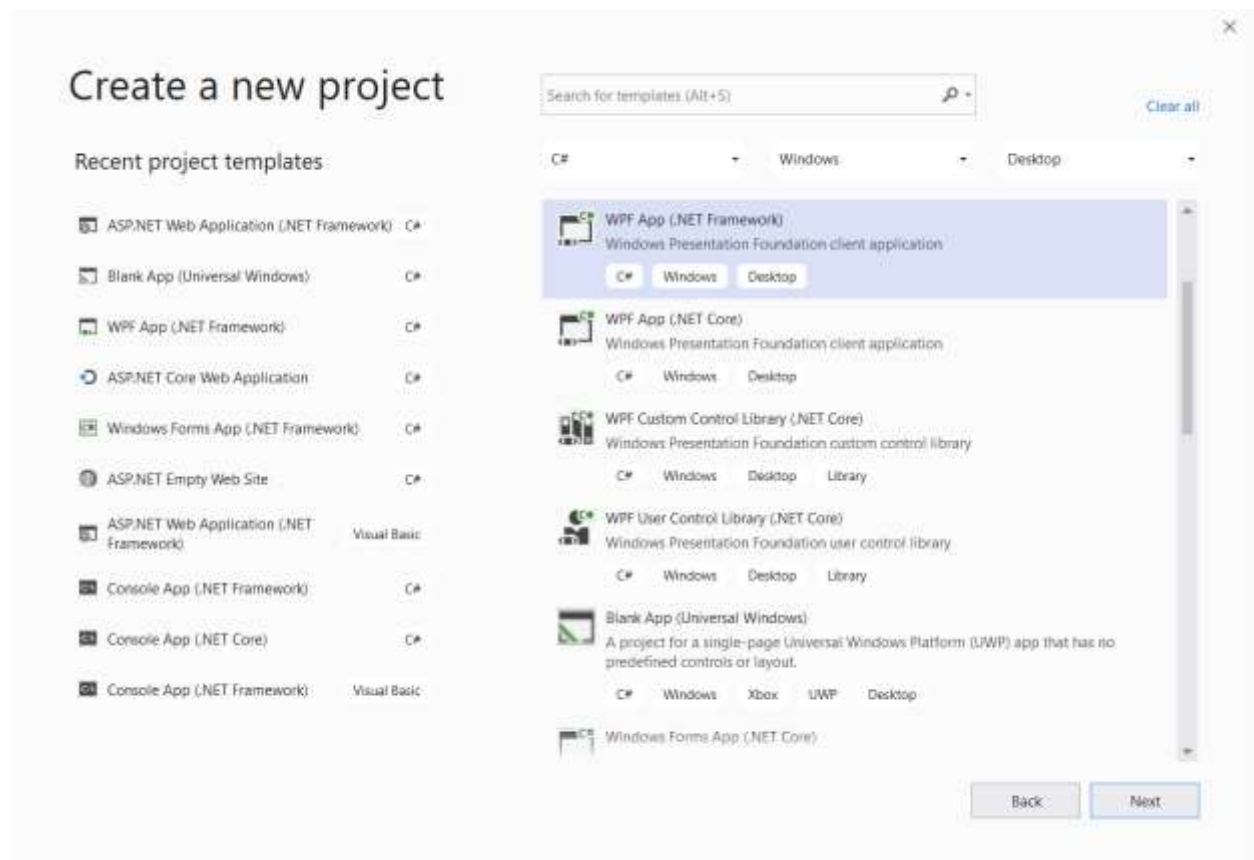 Create a new project
Search for templates (Alt+S)
Clear all
Recent project templates
C#
Windows
Desktop
ASP.NET Web Application (.NET Framework) C#
Blank App (Universal Windows) C#
WPF App (.NET Framework) C#
ASP.NET Core Web Application C#
Windows Forms App (.NET Framework) C#
ASP.NET Empty Web Site C#
ASP.NET Web Application (.NET
Framework) Visual Basic
Console App (.NET Framework) C#
Console App (.NET Core) C#
Console App (.NET Framework) Visual Basic
WPF App (.NET Framework)
Windows Presentation Foundation client application
C# Windows Desktop
WPF App (.NET Core)
Windows Presentation Foundation client application
C# Windows Desktop
WPF Custom Control Library (.NET Core)
Windows Presentation Foundation custom control library
C# Windows Desktop Library
WPF User Control Library (.NET Core)
Windows Presentation Foundation user control library
C# Windows Desktop Library
Blank App (Universal Windows)
A project for a single-page Universal Windows Platform (UWP) app that has no
predefined controls or layout.
C# Windows Xbox UWP Desktop
Windows Forms App (.NET Core)
Back
Next